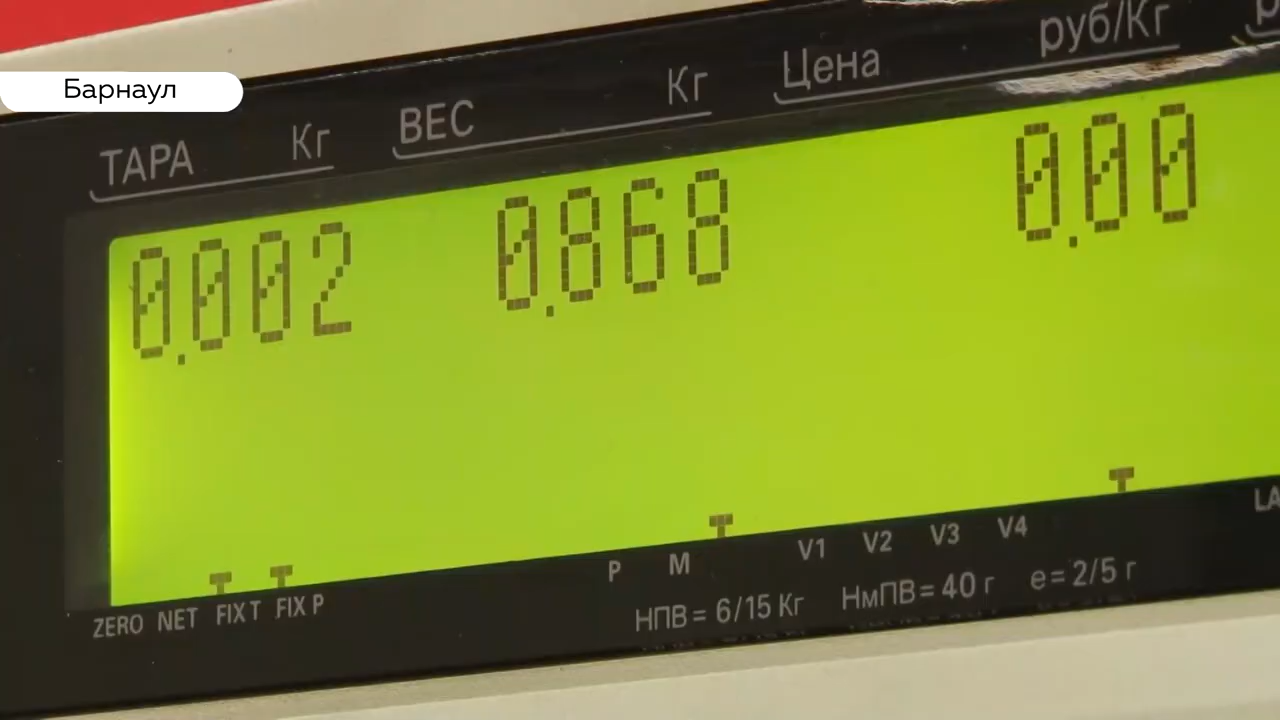 Барнаул
ТАРА Кг ВЕС Кг Цена руб/Кг
0.002 0.868 0.00
ZERO NET FIX T FIX P P M V1 V2 V3 V4 LA
НПВ = 6/15 Кг НмПВ = 40 г e = 2/5 г